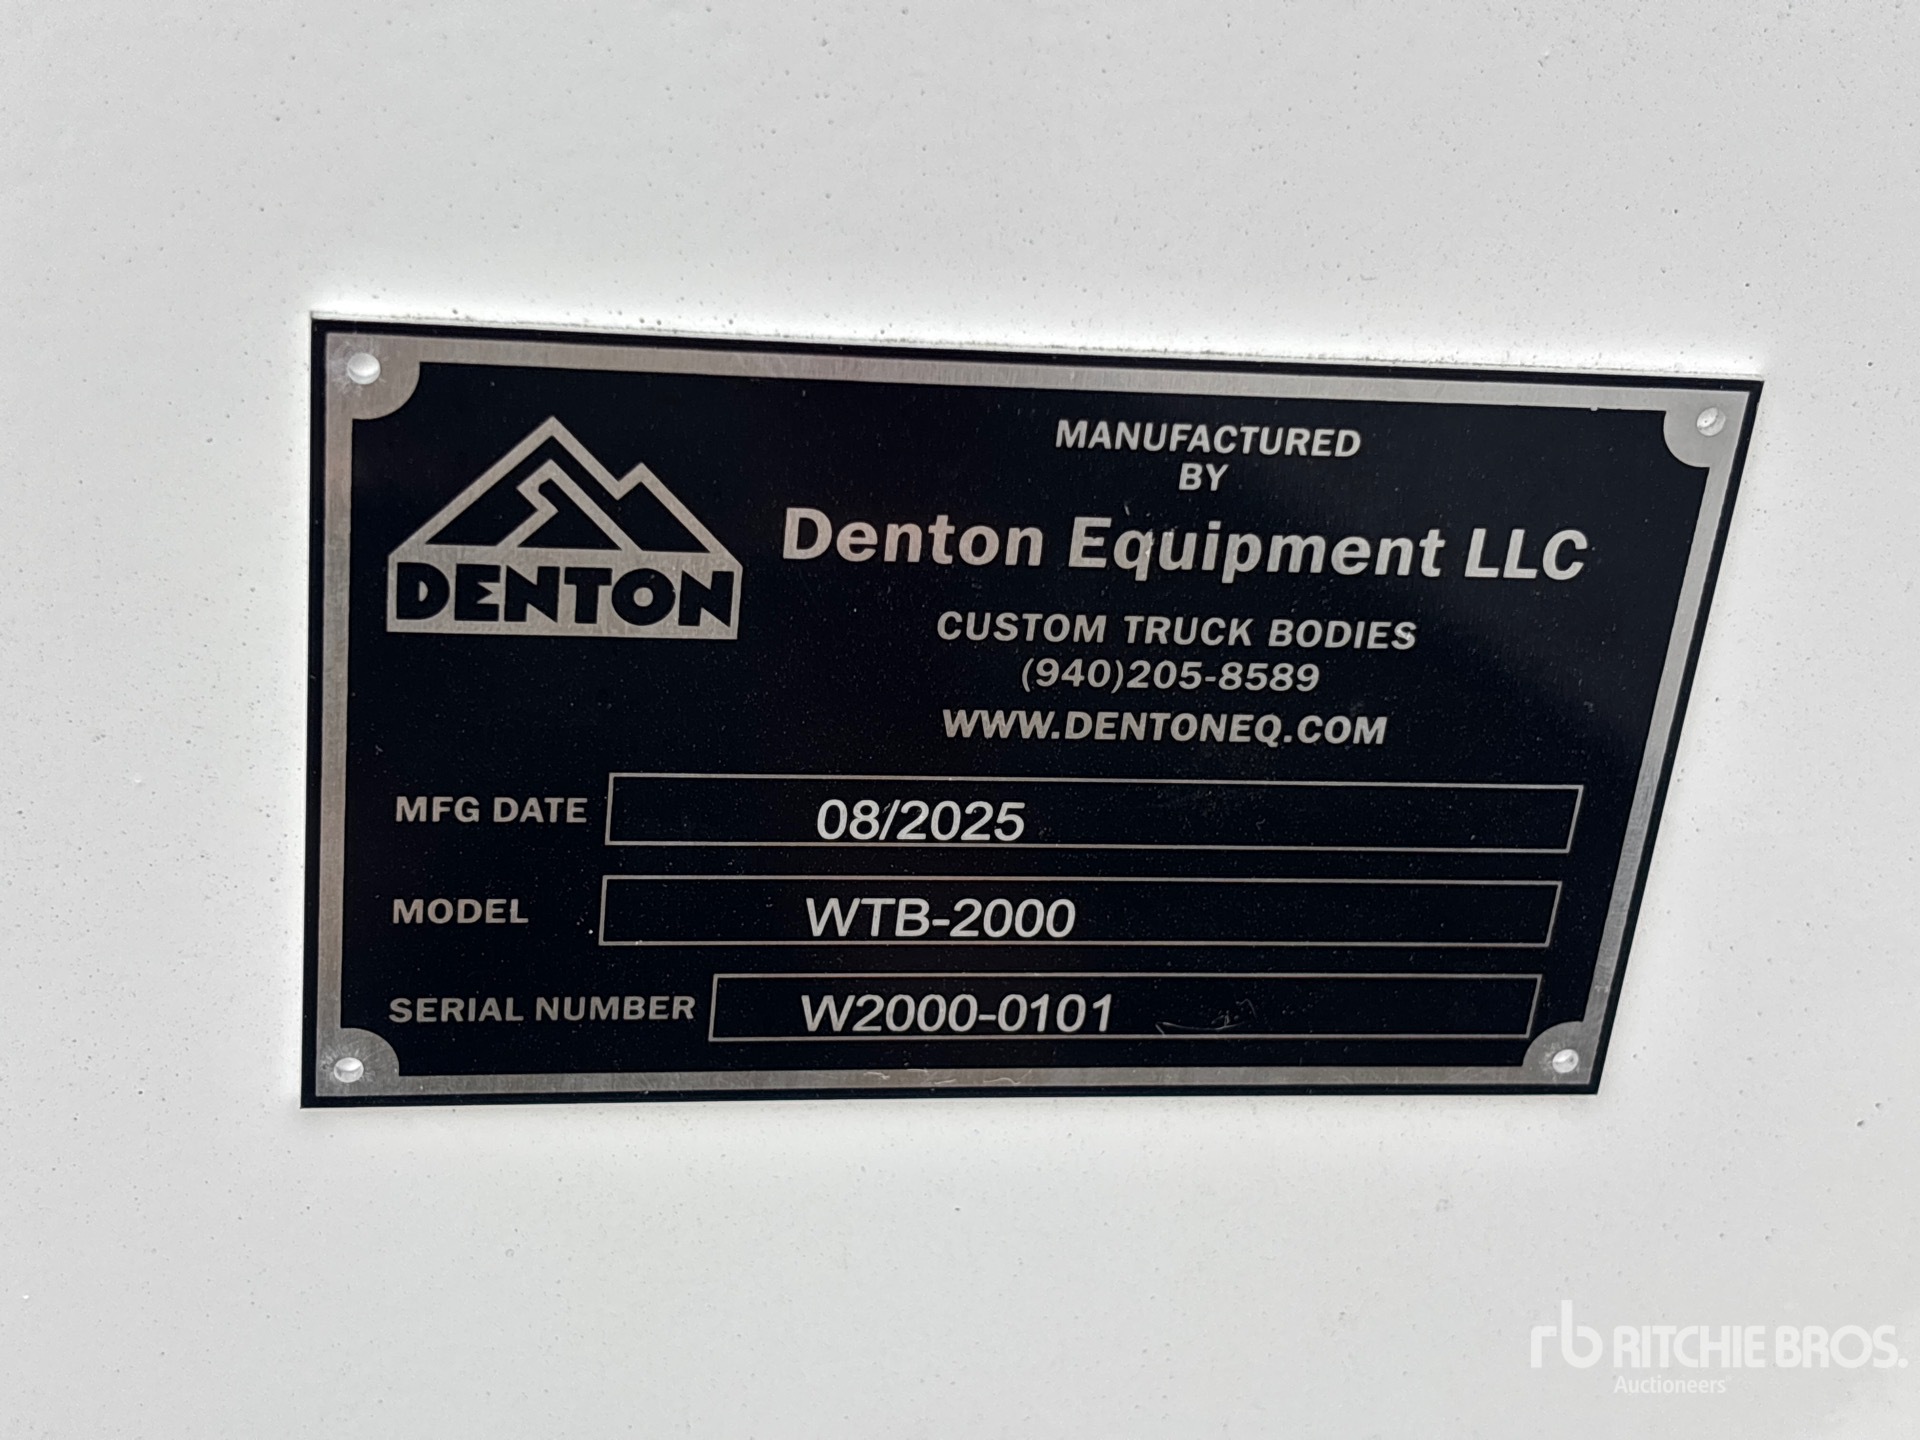 DENTON
MANUFACTURED
BY
Denton Equipment LLC
CUSTOM TRUCK BODIES
(940)205-8589
WWW.DENTONEQ.COM
MFG DATE 08/2025
MODEL WTB-2000
SERIAL NUMBER W2000-0101
rb RITCHIE BROS.
Auctioneers